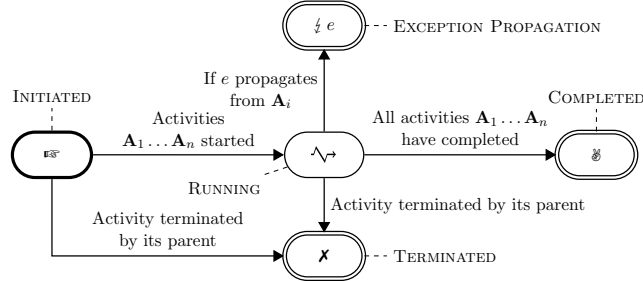 ↯ e
EXCEPTION PROPAGATION
If e propagates
from A_i
INITIATED
Activities
A_1 ... A_n started
All activities A_1 ... A_n
have completed
COMPLETED
☞
✌
RUNNING
Activity terminated
by its parent
Activity terminated by its parent
✗
TERMINATED